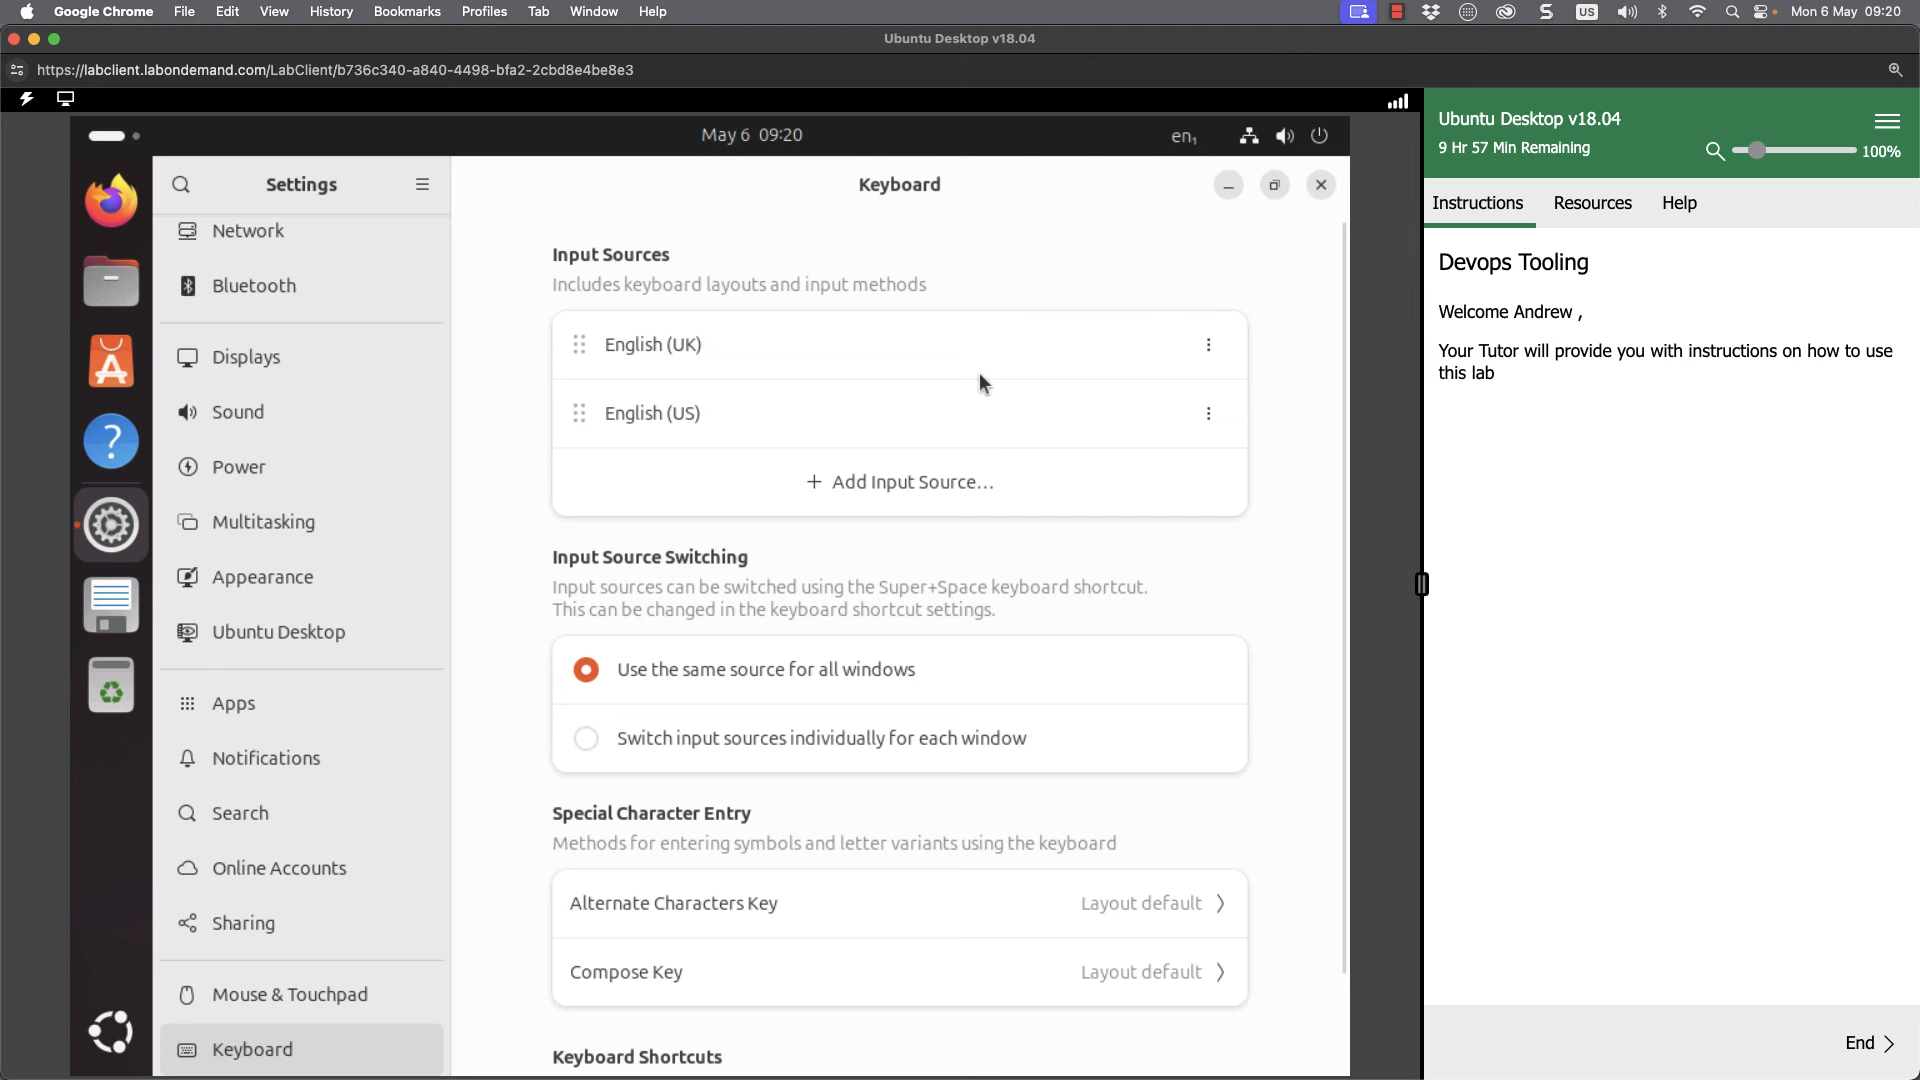 Google Chrome File Edit View History Bookmarks Profiles Tab Window Help US Mon 6 May 09:20
Ubuntu Desktop v18.04
https://labclient.labondemand.com/LabClient/b736c340-a840-4498-bfa2-2cbd8e4be8e3
May 6 09:20
en₁
Settings
Network
Bluetooth
Displays
Sound
Power
Multitasking
Appearance
Ubuntu Desktop
Apps
Notifications
Search
Online Accounts
Sharing
Mouse & Touchpad
Keyboard
Keyboard
Input Sources
Includes keyboard layouts and input methods
English (UK)
English (US)
+ Add Input Source...
Input Source Switching
Input sources can be switched using the Super+Space keyboard shortcut.
This can be changed in the keyboard shortcut settings.
Use the same source for all windows
Switch input sources individually for each window
Special Character Entry
Methods for entering symbols and letter variants using the keyboard
Alternate Characters Key Layout default
Compose Key Layout default
Keyboard Shortcuts
Ubuntu Desktop v18.04
9 Hr 57 Min Remaining
100%
Instructions Resources Help
Devops Tooling
Welcome Andrew ,
Your Tutor will provide you with instructions on how to use
this lab
End